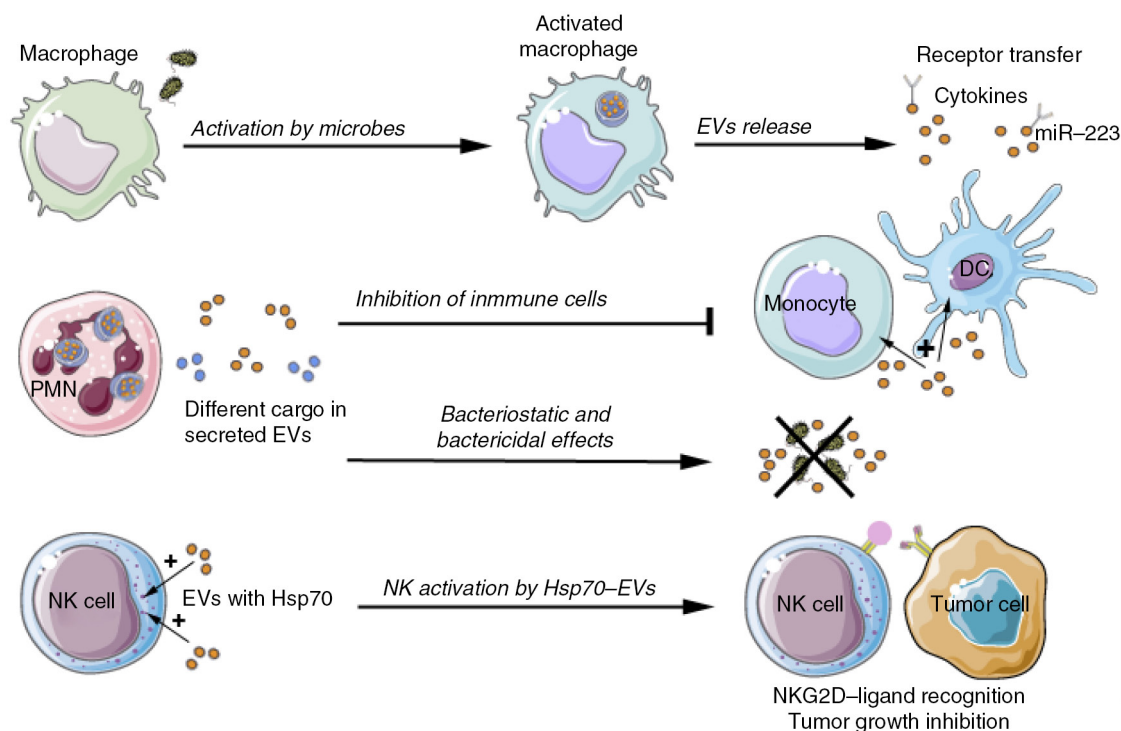 Macrophage
Activation by microbes
Activated
macrophage
EVs release
Receptor transfer
Cytokines
miR–223
PMN
Different cargo in
secreted EVs
Inhibition of inmmune cells
Monocyte
DC
+
Bacteriostatic and
bactericidal effects
NK cell
+
EVs with Hsp70
+
NK activation by Hsp70–EVs
NK cell
Tumor cell
NKG2D–ligand recognition
Tumor growth inhibition